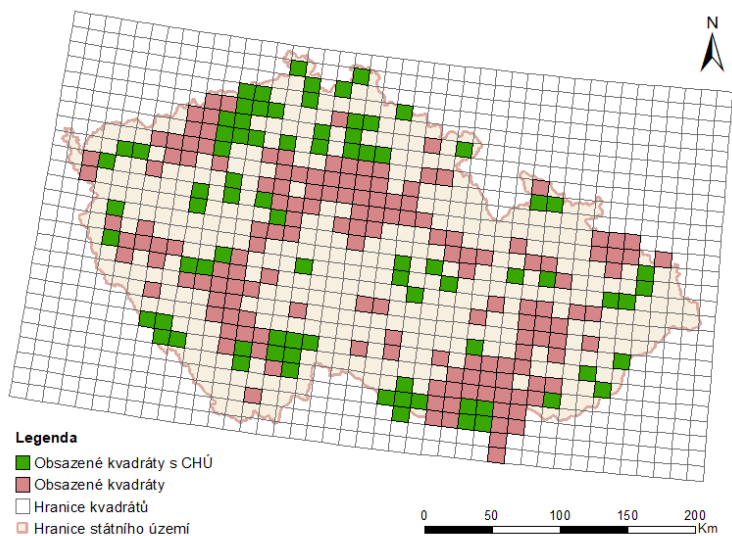 N
Legenda
Obsazené kvadráty s CHÚ
Obsazené kvadráty
Hranice kvadrátů
Hranice státního území
0 50 100 150 200
Km